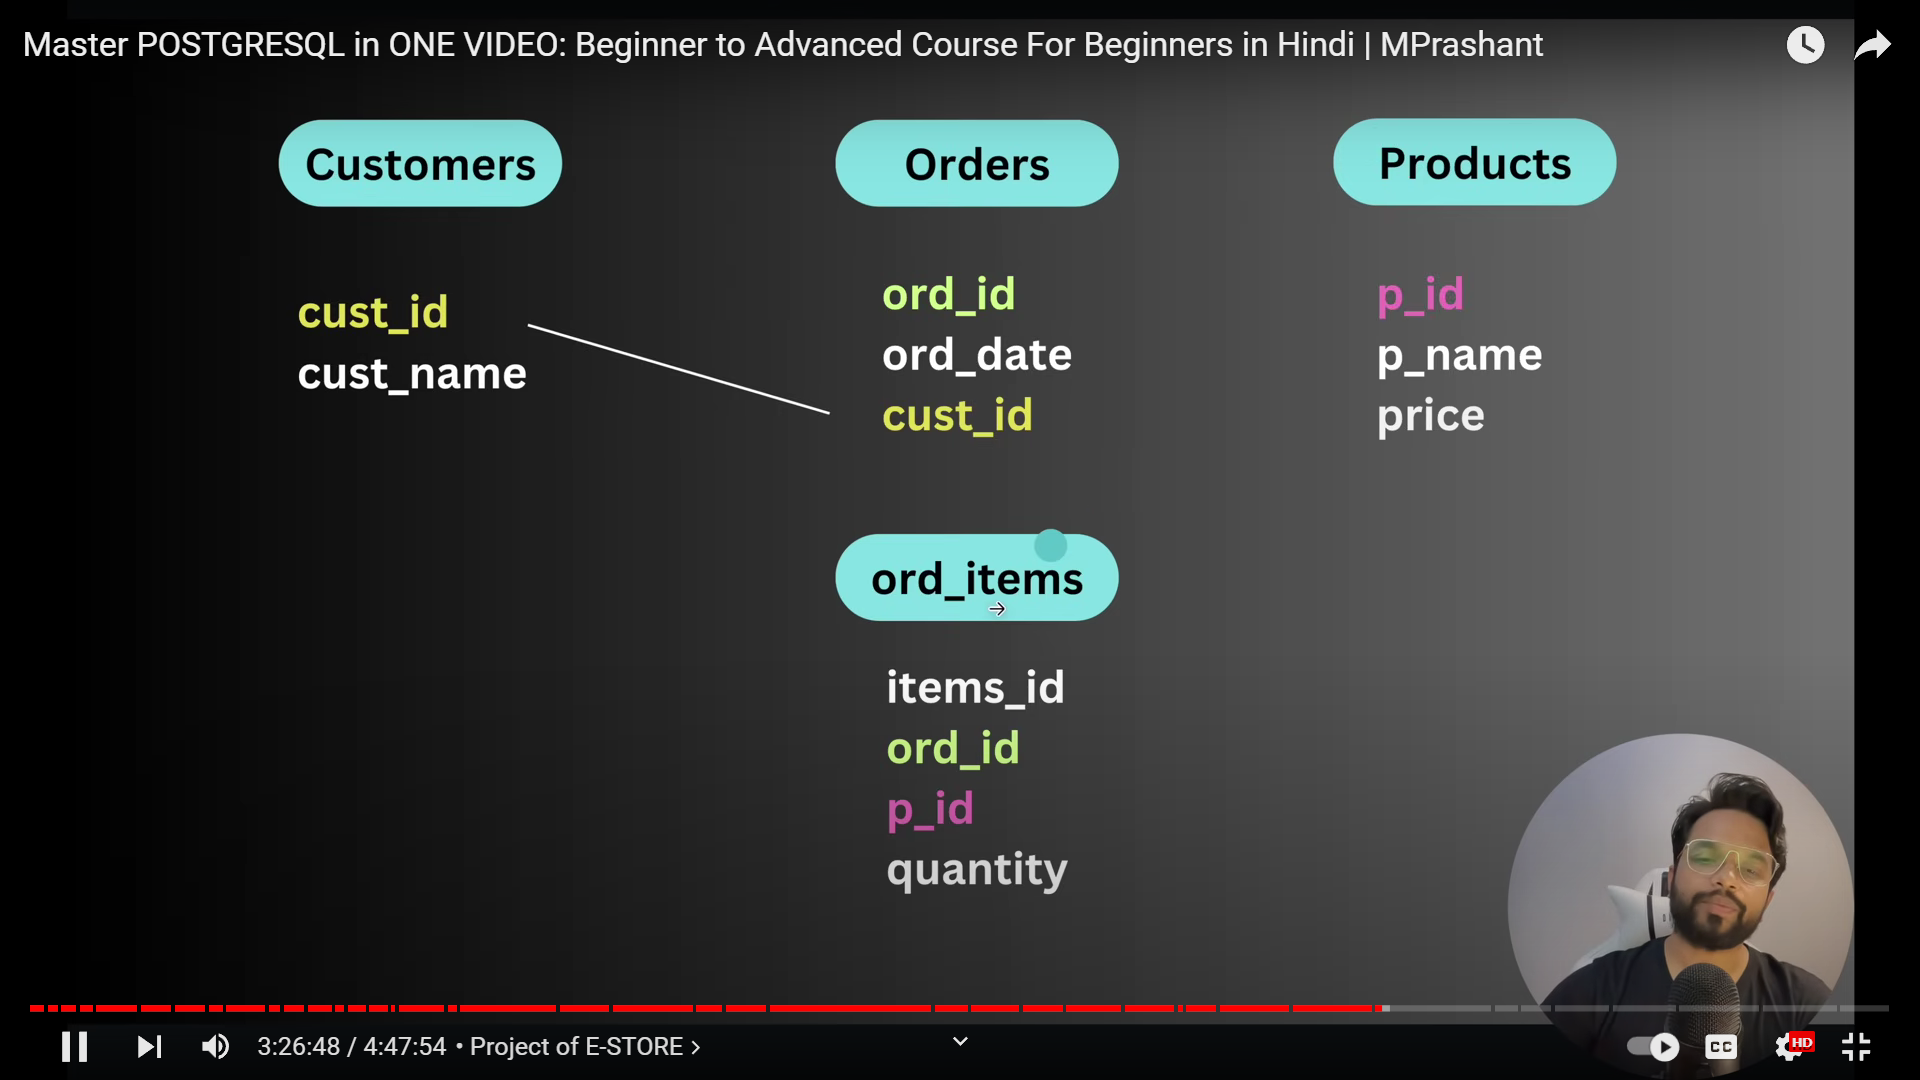 Master POSTGRESQL in ONE VIDEO: Beginner to Advanced Course For Beginners in Hindi | MPrashant
Customers
cust_id
cust_name
Orders
ord_id
ord_date
cust_id
Products
p_id
p_name
price
ord_items
items_id
ord_id
p_id
quantity
3:26:48 / 4:47:54 • Project of E-STORE
CC
HD